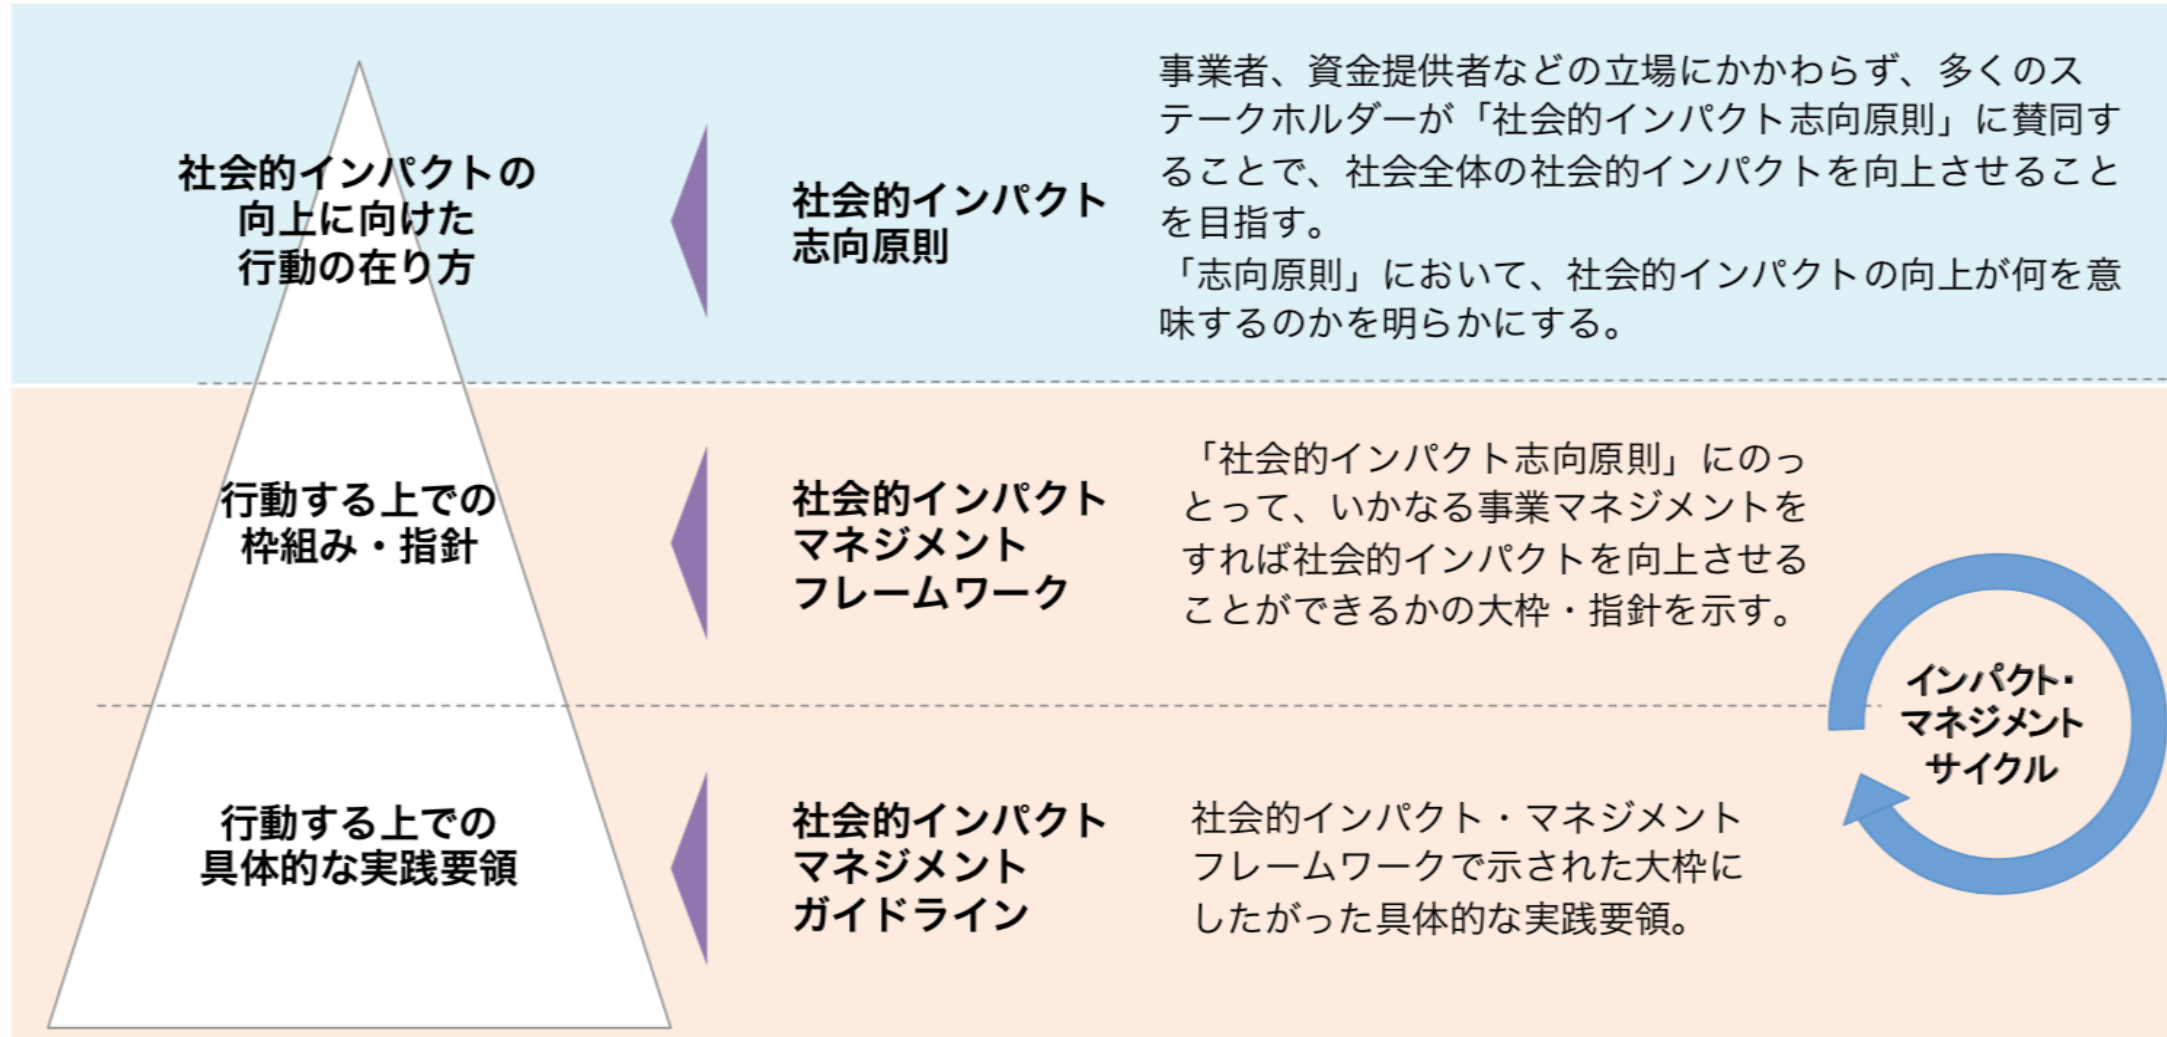 社会的インパクトの
向上に向けた
行動の在り方
社会的インパクト
志向原則
事業者、資金提供者などの立場にかかわらず、多くのス
テークホルダーが「社会的インパクト志向原則」に賛同す
ることで、社会全体の社会的インパクトを向上させること
を目指す。
「志向原則」において、社会的インパクトの向上が何を意
味するのかを明らかにする。
行動する上での
枠組み・指針
社会的インパクト
マネジメント
フレームワーク
「社会的インパクト志向原則」にのっ
とって、いかなる事業マネジメントを
すれば社会的インパクトを向上させる
ことができるかの大枠・指針を示す。
行動する上での
具体的な実践要領
社会的インパクト
マネジメント
ガイドライン
社会的インパクト・マネジメント
フレームワークで示された大枠に
したがった具体的な実践要領。
インパクト・
マネジメント
サイクル